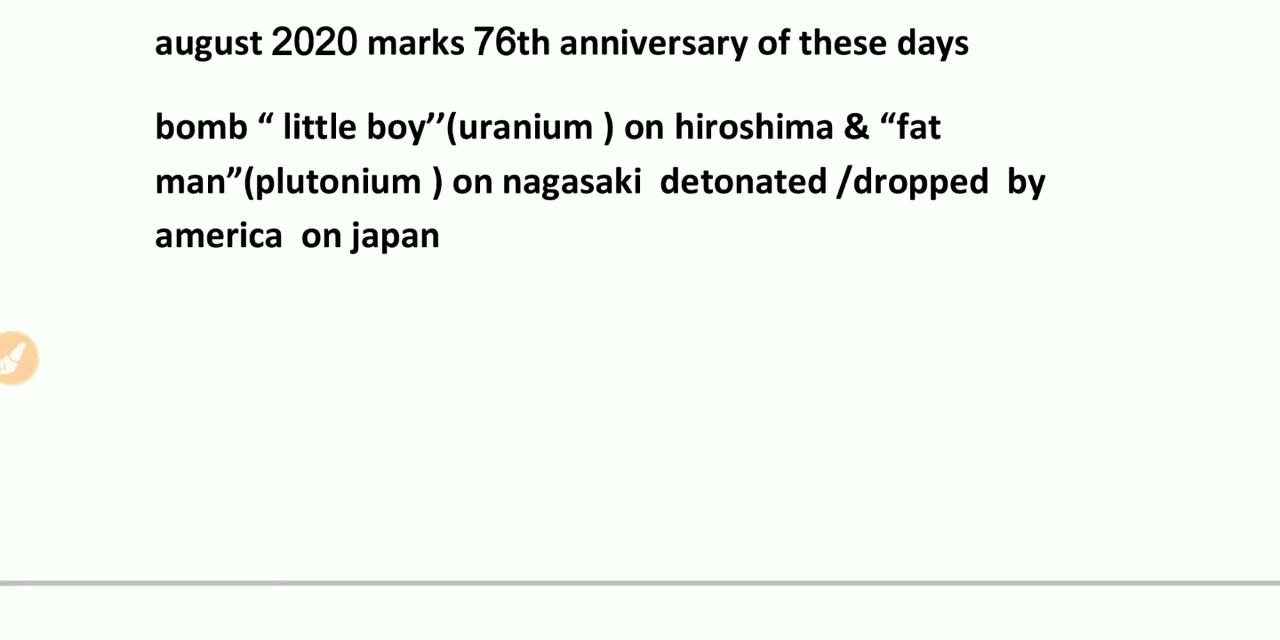 august 2020 marks 76th anniversary of these days
bomb “ little boy’’(uranium ) on hiroshima & “fat
man”(plutonium ) on nagasaki  detonated /dropped  by
america  on japan